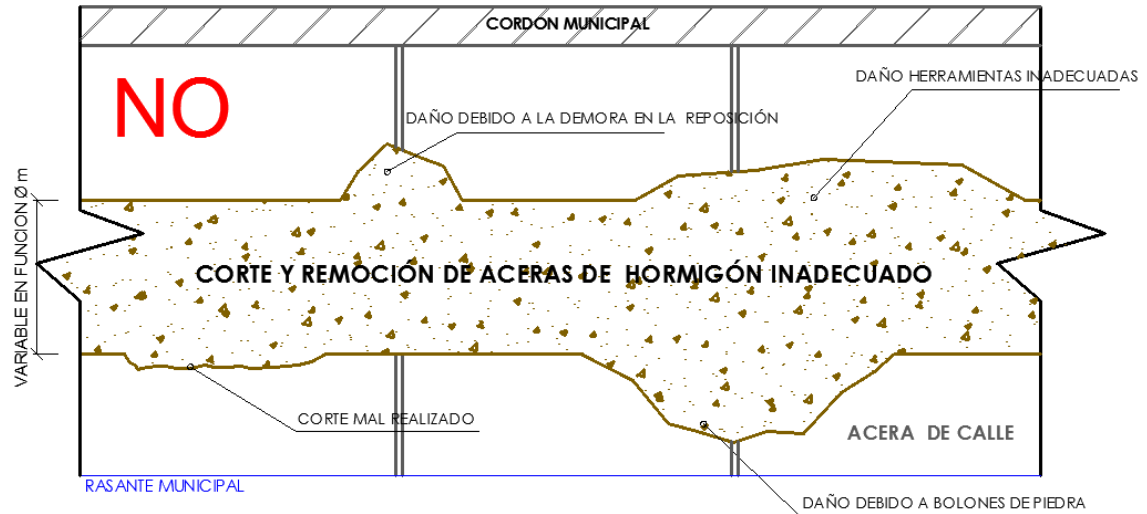 CORDON MUNICIPAL
NO
DAÑO HERRAMIENTAS INADECUADAS
DAÑO DEBIDO A LA DEMORA EN LA REPOSICIÓN
VARIABLE EN FUNCION Ø m
CORTE Y REMOCIÓN DE ACERAS DE HORMIGÓN INADECUADO
CORTE MAL REALIZADO
ACERA DE CALLE
RASANTE MUNICIPAL
DAÑO DEBIDO A BOLONES DE PIEDRA